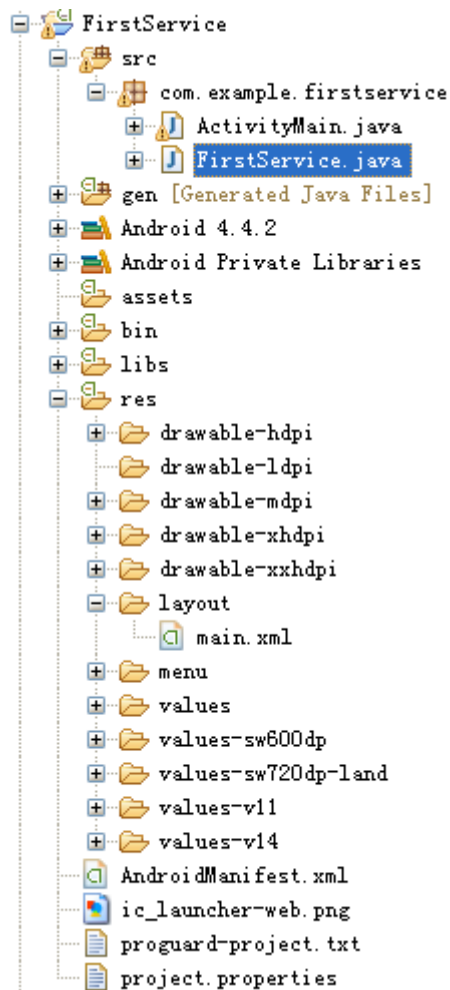 FirstService
src
com.example.firstservice
ActivityMain.java
FirstService.java
gen [Generated Java Files]
Android 4.4.2
Android Private Libraries
assets
bin
libs
res
drawable-hdpi
drawable-ldpi
drawable-mdpi
drawable-xhdpi
drawable-xxhdpi
layout
main.xml
menu
values
values-sw600dp
values-sw720dp-land
values-v11
values-v14
AndroidManifest.xml
ic_launcher-web.png
proguard-project.txt
project.properties